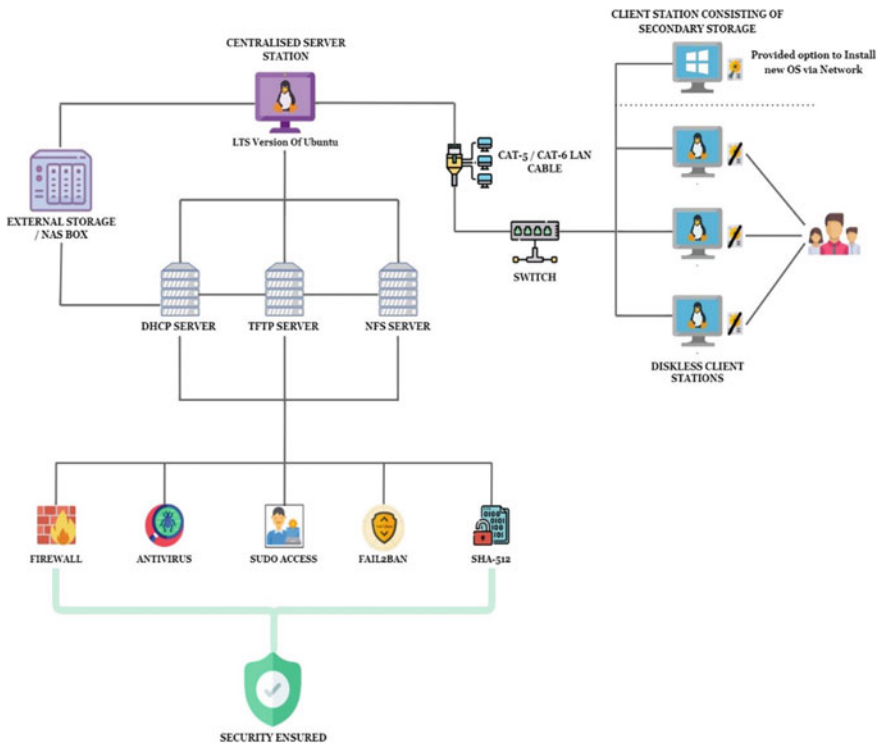 CENTRALISED SERVER
STATION
LTS Version Of Ubuntu
EXTERNAL STORAGE
/ NAS BOX
CAT-5 / CAT-6 LAN
CABLE
SWITCH
CLIENT STATION CONSISTING OF
SECONDARY STORAGE
Provided option to Install
new OS via Network
DISKLESS CLIENT
STATIONS
DHCP SERVER
TFTP SERVER
NFS SERVER
FIREWALL
ANTIVIRUS
SUDO ACCESS
FAIL2BAN
SHA-512
SECURITY ENSURED